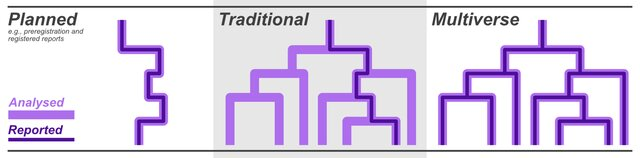 Planned
e.g., preregistration and
registered reports
Analysed
Reported
Traditional
Multiverse